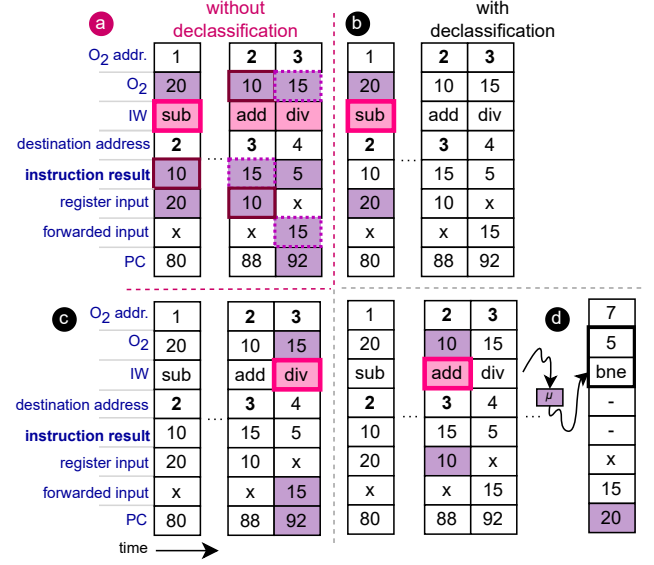 without declassification
with declassification
a
b
O2 addr. 1 2 3 1 2 3
O2 20 10 15 20 10 15
IW sub add div sub add div
destination address 2 3 4 2 3 4
... ...
instruction result 10 15 5 10 15 5
register input 20 10 x 20 10 x
forwarded input x x 15 x x 15
PC 80 88 92 80 88 92
c
d
O2 addr. 1 2 3 1 2 3 7
O2 20 10 15 20 10 15 5
IW sub add div sub add div μ bne
destination address 2 3 4 2 3 4 -
... ... ...
instruction result 10 15 5 10 15 5 -
register input 20 10 x 20 10 x x
forwarded input x x 15 x x 15 15
PC 80 88 92 80 88 92 20
time